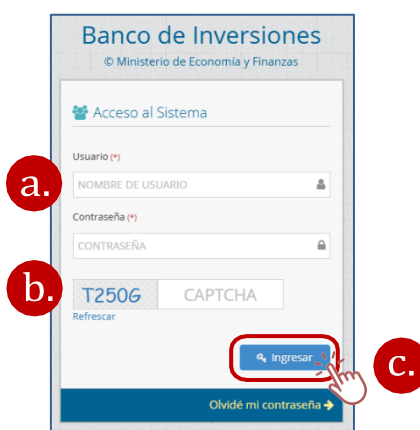 Banco de Inversiones
© Ministerio de Economía y Finanzas
Acceso al Sistema
Usuario (*)
a.
NOMBRE DE USUARIO
Contraseña (*)
CONTRASEÑA
b.
T250G CAPTCHA
Refrescar
Ingresar
c.
Olvidé mi contraseña